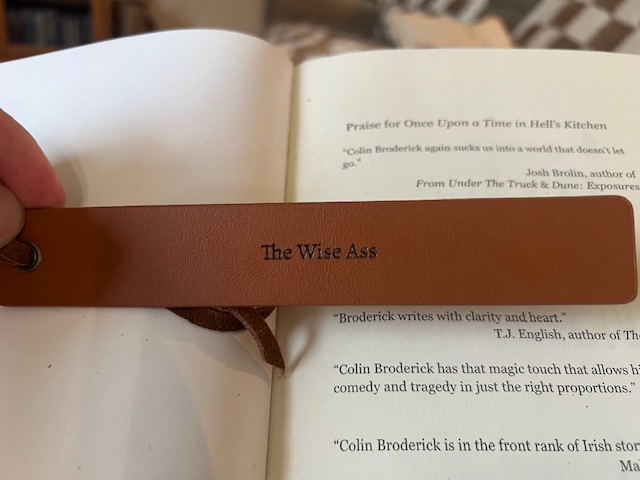 Praise for Once Upon a Time in Hell's Kitchen
"Colin Broderick again sucks us into a world that doesn't let
go."
Josh Brolin, author of
From Under The Truck & Dune: Exposures
The Wise Ass
"Broderick writes with clarity and heart."
T.J. English, author of
"Colin Broderick has that magic touch that allows
comedy and tragedy in just the right proportions."
"Colin Broderick is in the front rank of Irish